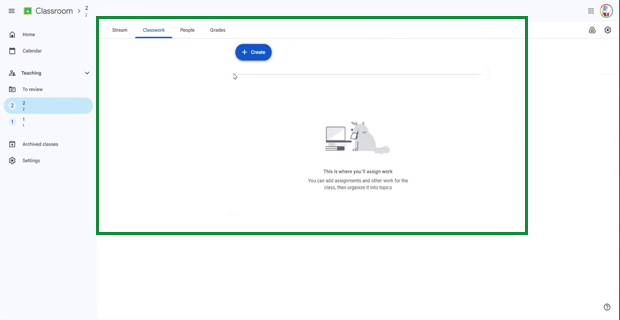 Classroom > 2
2
Stream Classwork People Grades
+ Create
Home
Calendar
Teaching
To review
2 2
2
1 1
1
Archived classes
Settings
This is where you'll assign work
You can add assignments and other work for the
class, then organize it into topics